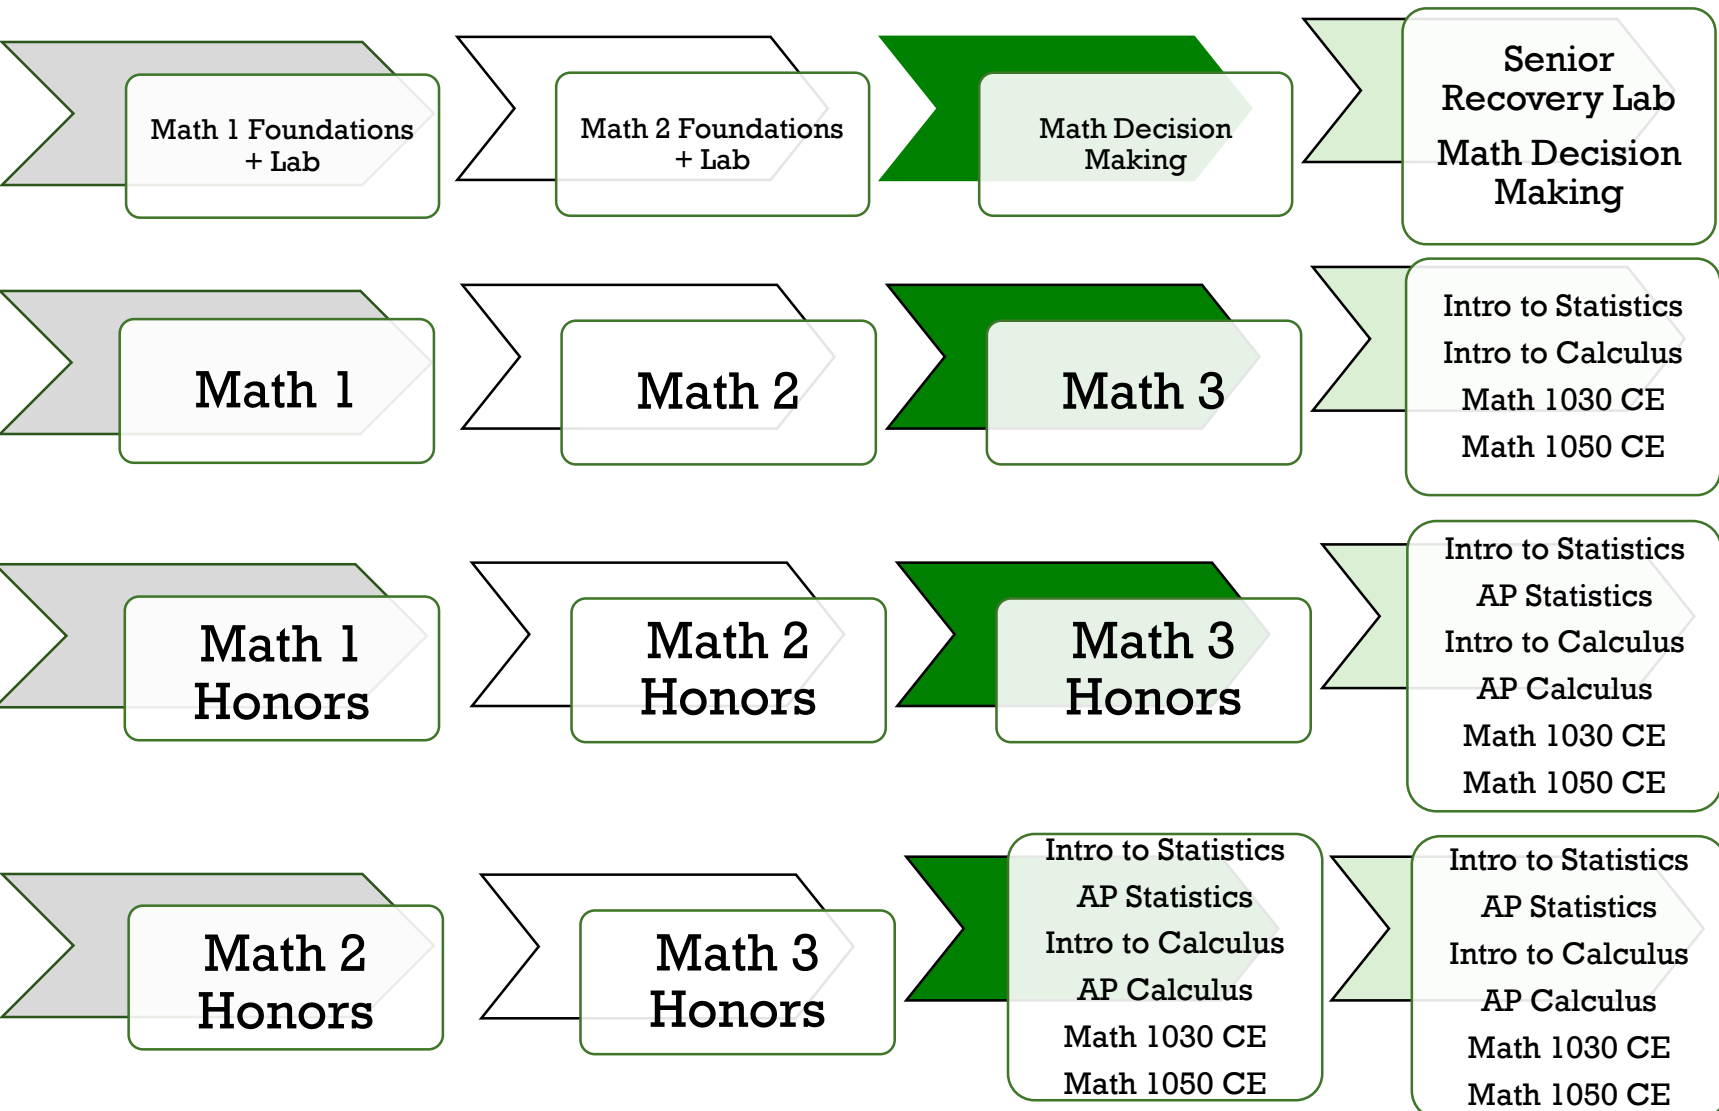 Math 1 Foundations
+ Lab
Math 2 Foundations
+ Lab
Math Decision
Making
Senior
Recovery Lab
Math Decision
Making
Math 1
Math 2
Math 3
Intro to Statistics
Intro to Calculus
Math 1030 CE
Math 1050 CE
Math 1
Honors
Math 2
Honors
Math 3
Honors
Intro to Statistics
AP Statistics
Intro to Calculus
AP Calculus
Math 1030 CE
Math 1050 CE
Math 2
Honors
Math 3
Honors
Intro to Statistics
AP Statistics
Intro to Calculus
AP Calculus
Math 1030 CE
Math 1050 CE
Intro to Statistics
AP Statistics
Intro to Calculus
AP Calculus
Math 1030 CE
Math 1050 CE